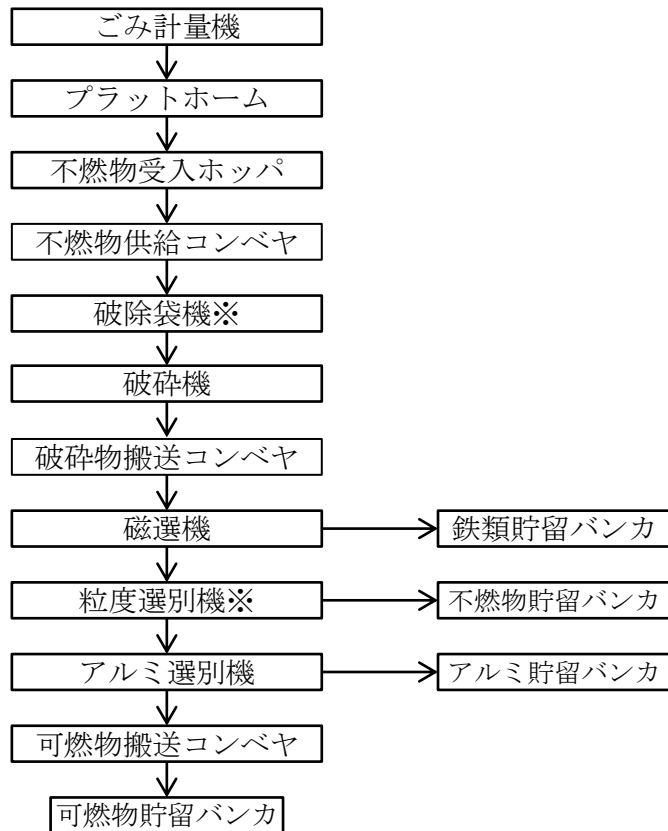 ごみ計量機
プラットホーム
不燃物受入ホッパ
不燃物供給コンベヤ
破除袋機※
破砕機
破砕物搬送コンベヤ
磁選機
鉄類貯留バンカ
粒度選別機※
不燃物貯留バンカ
アルミ選別機
アルミ貯留バンカ
可燃物搬送コンベヤ
可燃物貯留バンカ